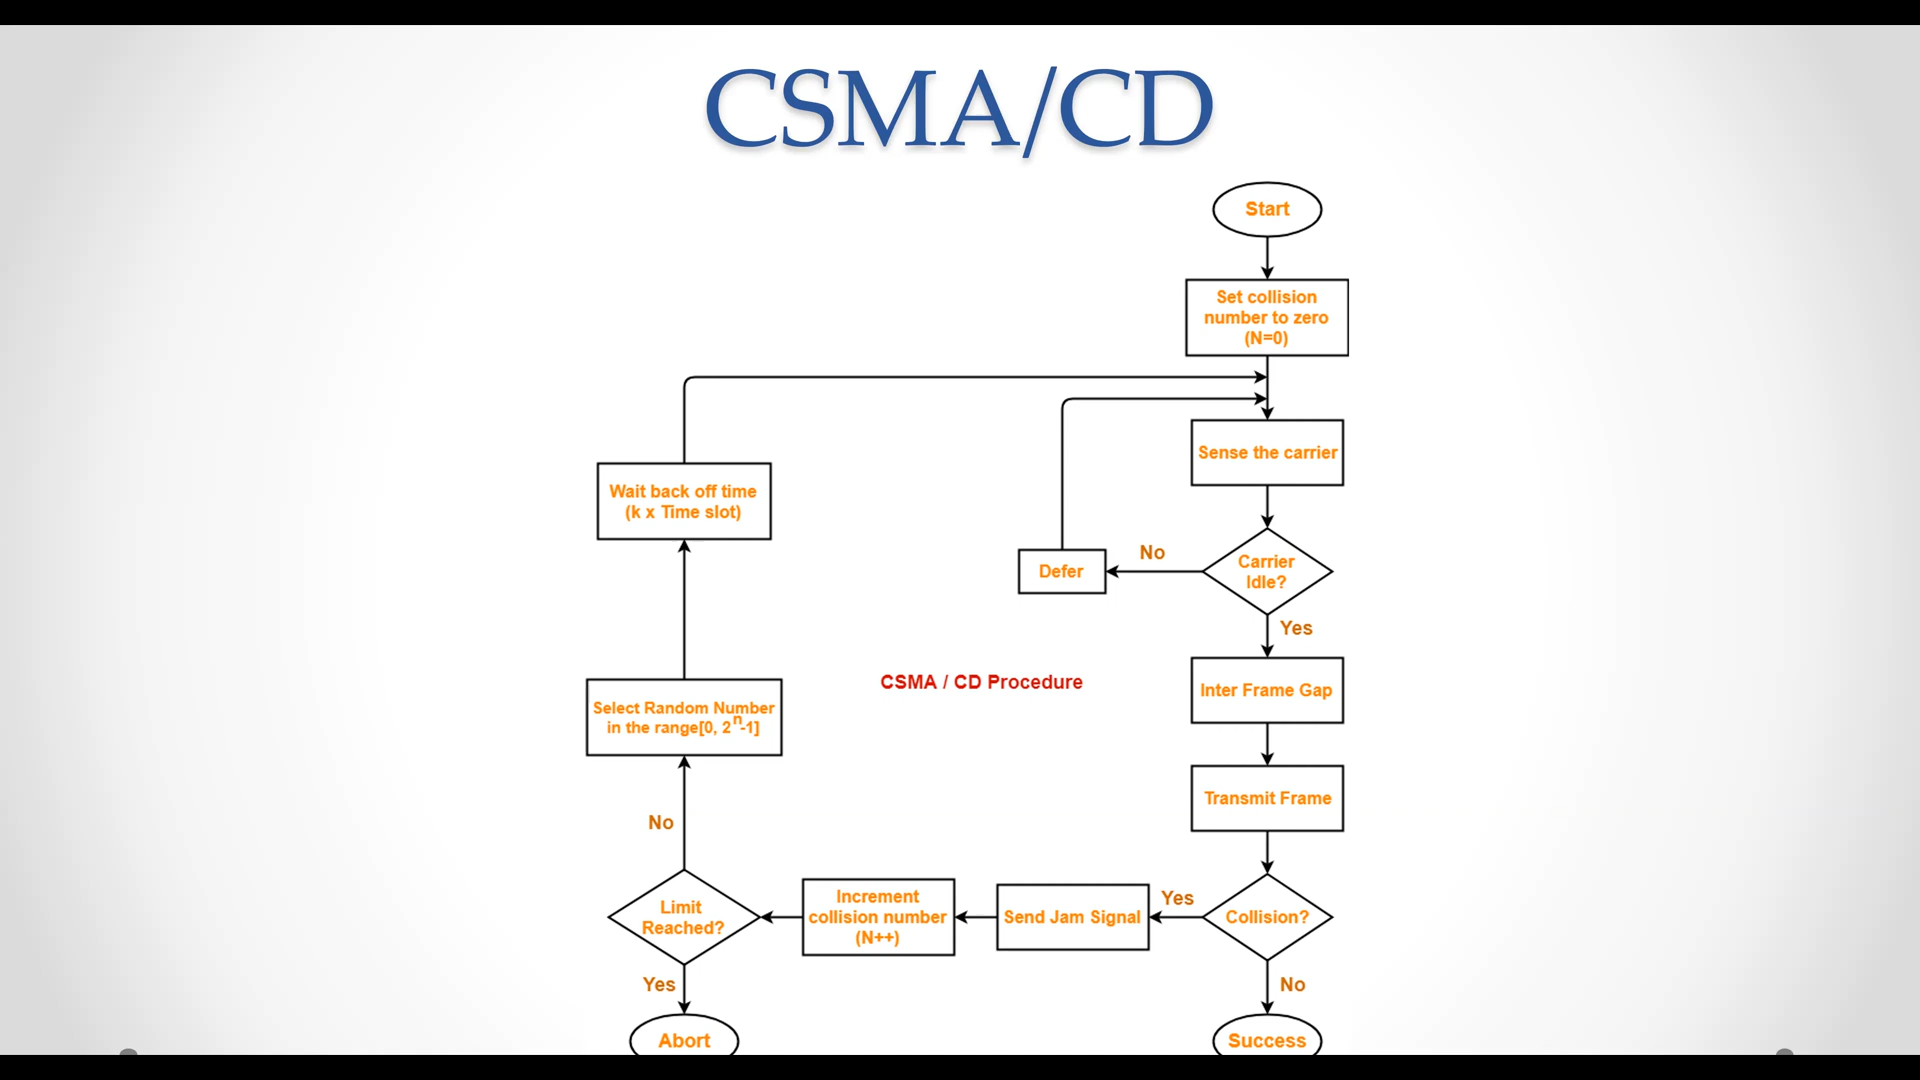 CSMA/CD
Start
Set collision
number to zero
(N=0)
Sense the carrier
Wait back off time
(k x Time slot)
No
Carrier
Idle?
Defer
Yes
CSMA / CD Procedure
Inter Frame Gap
Select Random Number
in the range[0, 2ⁿ-1]
Transmit Frame
No
Limit
Reached?
Increment
collision number
(N++)
Send Jam Signal
Yes
Collision?
Yes
No
Abort
Success